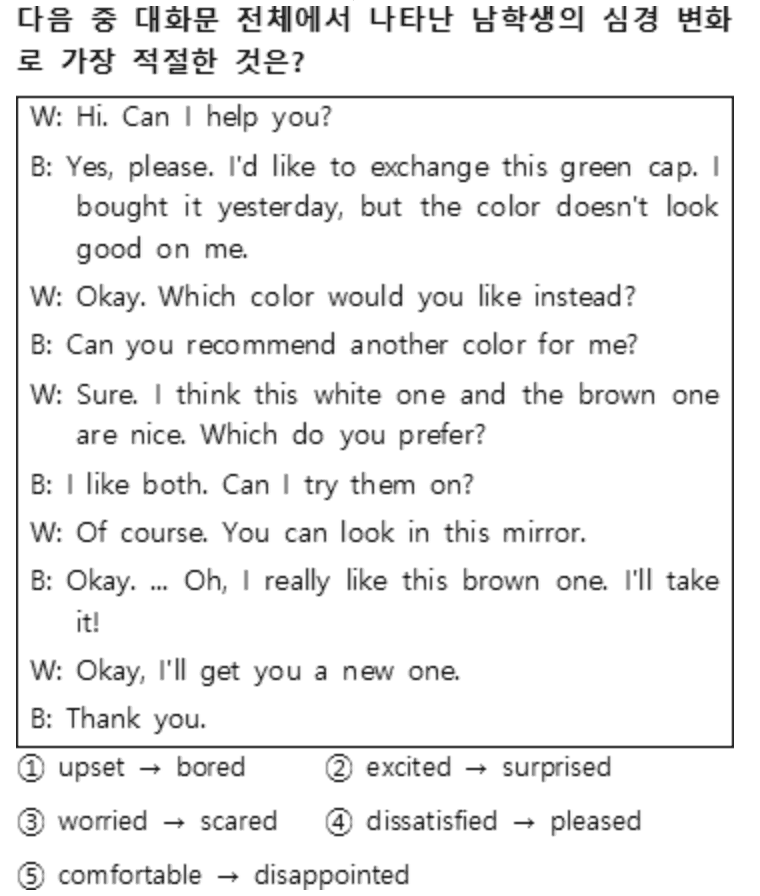 다음 중 대화문 전체에서 나타난 남학생의 심경 변화
로 가장 적절한 것은?
W: Hi. Can I help you?
B: Yes, please. I'd like to exchange this green cap. I
bought it yesterday, but the color doesn't look
good on me.
W: Okay. Which color would you like instead?
B: Can you recommend another color for me?
W: Sure. I think this white one and the brown one
are nice. Which do you prefer?
B: I like both. Can I try them on?
W: Of course. You can look in this mirror.
B: Okay. ... Oh, I really like this brown one. I'll take
it!
W: Okay, I'll get you a new one.
B: Thank you.
① upset → bored ② excited → surprised
③ worried → scared ④ dissatisfied → pleased
⑤ comfortable → disappointed